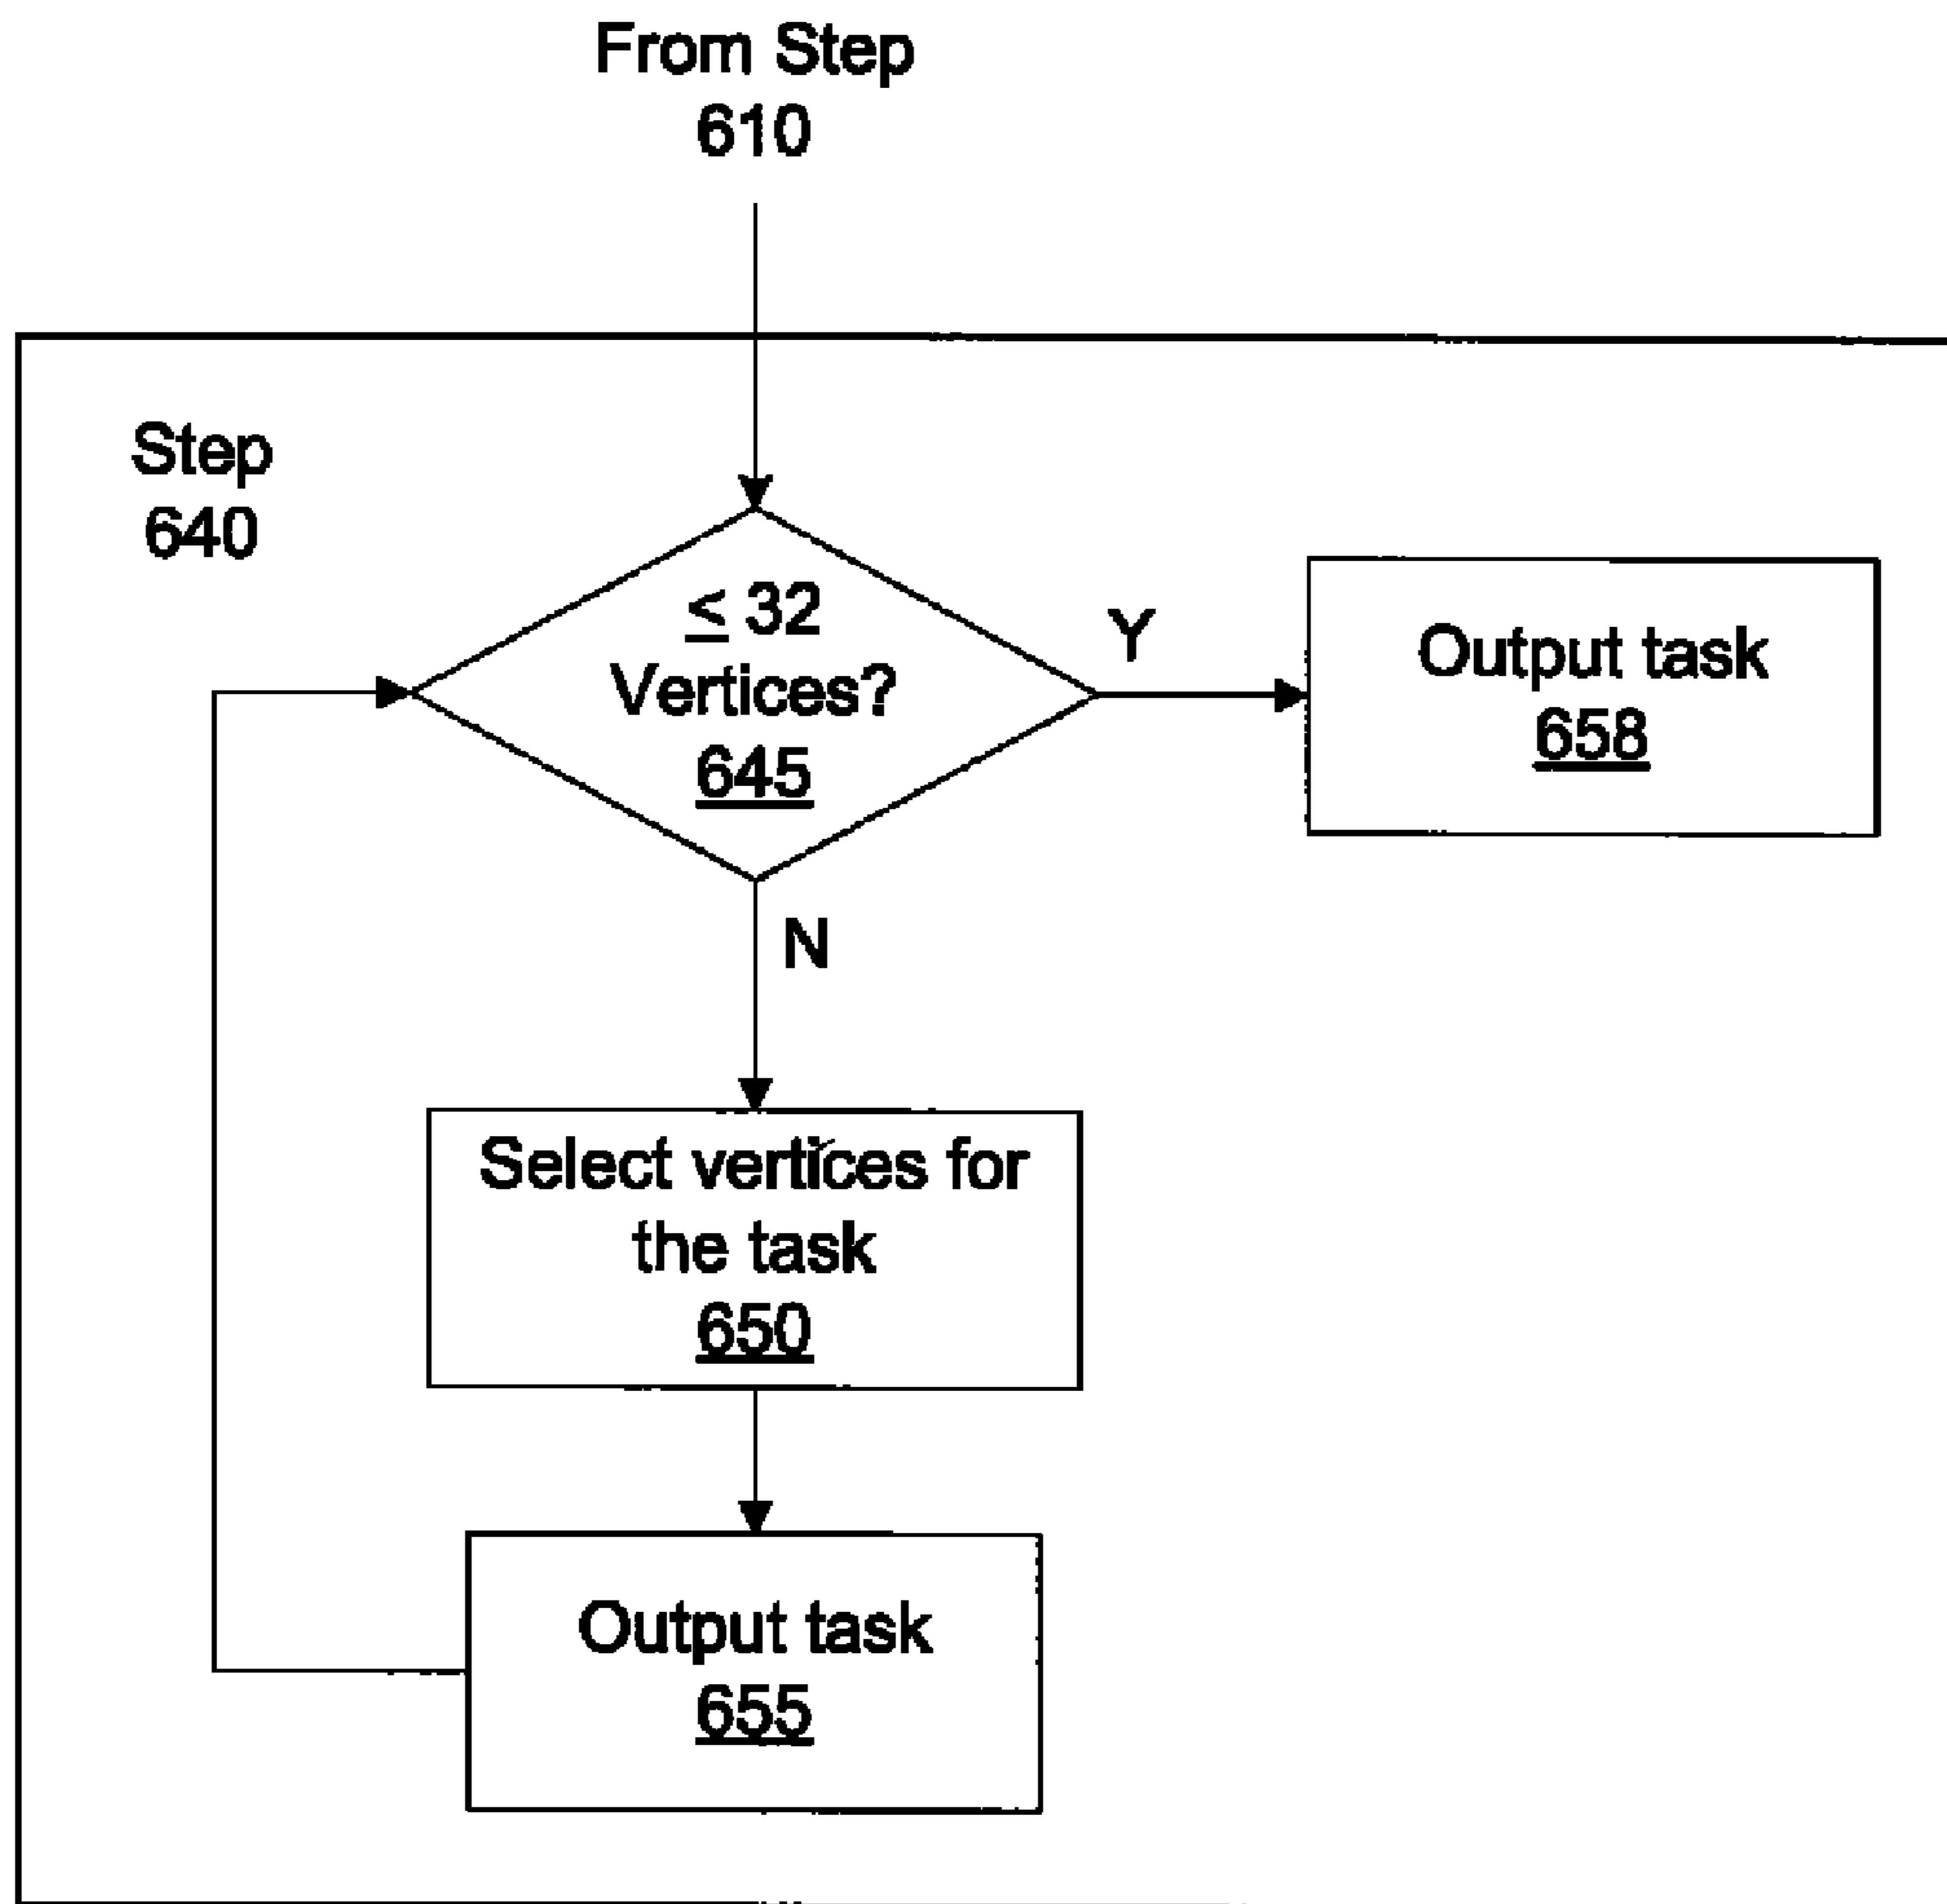 From Step
610
Step
640
≤ 32
Vertices?
645
Y
Output task
658
N
Select vertices for
the task
650
Output task
655